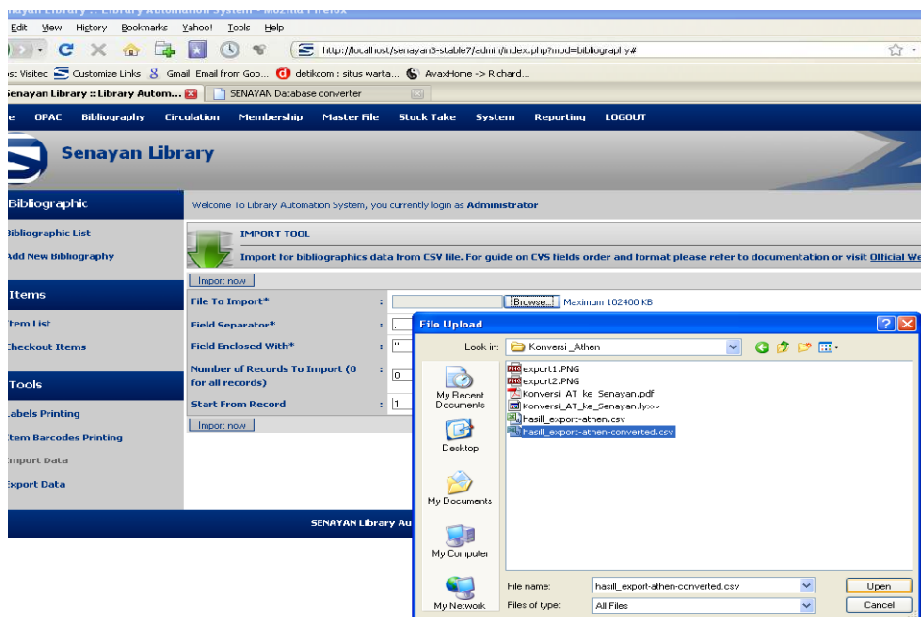 enayan Library :: Library Automation System - Mozilla Firefox
Edit View History Bookmarks Yahoo! Tools Help
http://localhost/senayan3-stable7/admin/index.php?mod=bibliography#
Customize Links Gmail Email from Goo... detikcom : situs warta... AvaxHome -> Richard...
Senayan Library :: Library Autom... SENAYAN Database converter
OPAC Bibliography Circulation Membership Master File Stock Take System Reporting LOGOUT
Senayan Library
Bibliographic
Welcome To Library Automation System, you currently login as Administrator
Bibliographic List
Add New Bibliography
IMPORT TOOL
Import for bibliographics data from CSV file. For guide on CVS fields order and format please refer to documentation or visit Official We
Import now
Items
File To Import* : Browse... Maximum 102400 KB
Item List
Field Separator* : ,
Checkout Items
Field Enclosed With* : "
Number of Records To Import (0 for all records) : 0
Tools
Start From Record : 1
Labels Printing
Import now
Item Barcodes Printing
Import Data
Export Data
SENAYAN Library Au
File Upload
Look in: Konversi_Athen
export1.PNG
export2.PNG
Konversi_AT_ke_Senayan.pdf
Konversi_AT_ke_Senayan.lyx
hasill_export-athen.csv
hasill_export-athen-converted.csv
My Recent Documents
Desktop
My Documents
My Computer
My Network
File name: hasill_export-athen-converted.csv Open
Files of type: All Files Cancel